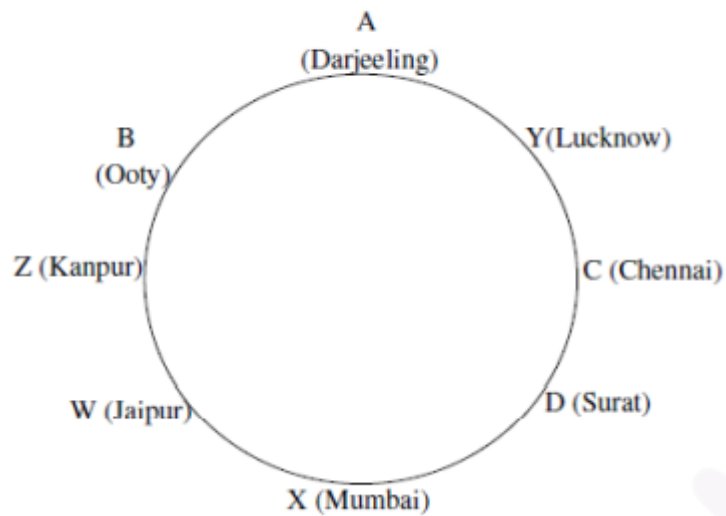 A
(Darjeeling)
B
(Ooty)
Y(Lucknow)
Z (Kanpur)
C (Chennai)
W (Jaipur)
D (Surat)
X (Mumbai)